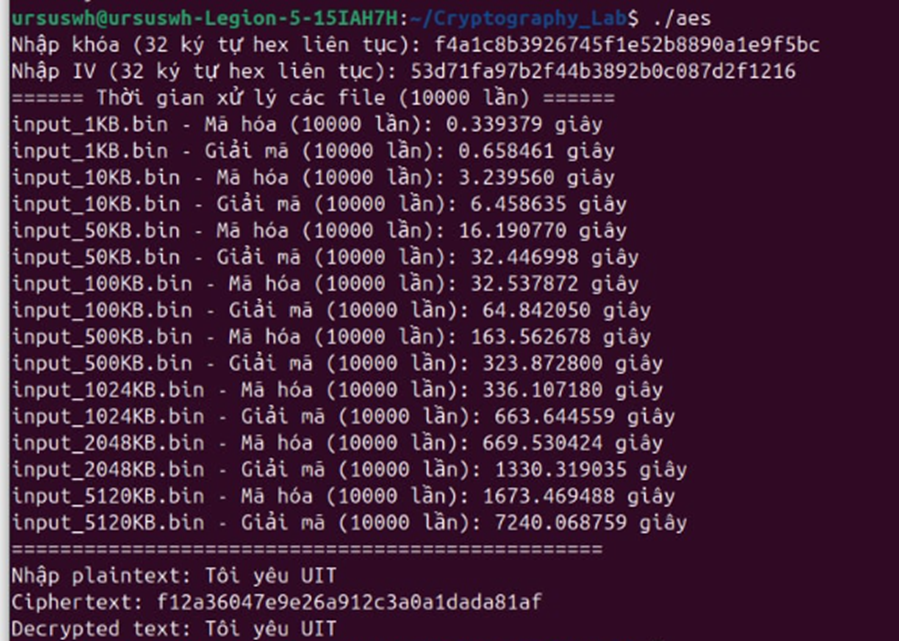 ursuswh@ursuswh-Legion-5-15IAH7H:~/Cryptography_Lab$ ./aes
Nhập khóa (32 ký tự hex liên tục): f4a1c8b3926745f1e52b8890a1e9f5bc
Nhập IV (32 ký tự hex liên tục): 53d71fa97b2f44b3892b0c087d2f1216
====== Thời gian xử lý các file (10000 lần) ======
input_1KB.bin - Mã hóa (10000 lần): 0.339379 giây
input_1KB.bin - Giải mã (10000 lần): 0.658461 giây
input_10KB.bin - Mã hóa (10000 lần): 3.239560 giây
input_10KB.bin - Giải mã (10000 lần): 6.458635 giây
input_50KB.bin - Mã hóa (10000 lần): 16.190770 giây
input_50KB.bin - Giải mã (10000 lần): 32.446998 giây
input_100KB.bin - Mã hóa (10000 lần): 32.537872 giây
input_100KB.bin - Giải mã (10000 lần): 64.842050 giây
input_500KB.bin - Mã hóa (10000 lần): 163.562678 giây
input_500KB.bin - Giải mã (10000 lần): 323.872800 giây
input_1024KB.bin - Mã hóa (10000 lần): 336.107180 giây
input_1024KB.bin - Giải mã (10000 lần): 663.644559 giây
input_2048KB.bin - Mã hóa (10000 lần): 669.530424 giây
input_2048KB.bin - Giải mã (10000 lần): 1330.319035 giây
input_5120KB.bin - Mã hóa (10000 lần): 1673.469488 giây
input_5120KB.bin - Giải mã (10000 lần): 7240.068759 giây
==================================================
Nhập plaintext: Tôi yêu UIT
Ciphertext: f12a36047e9e26a912c3a0a1dada81af
Decrypted text: Tôi yêu UIT